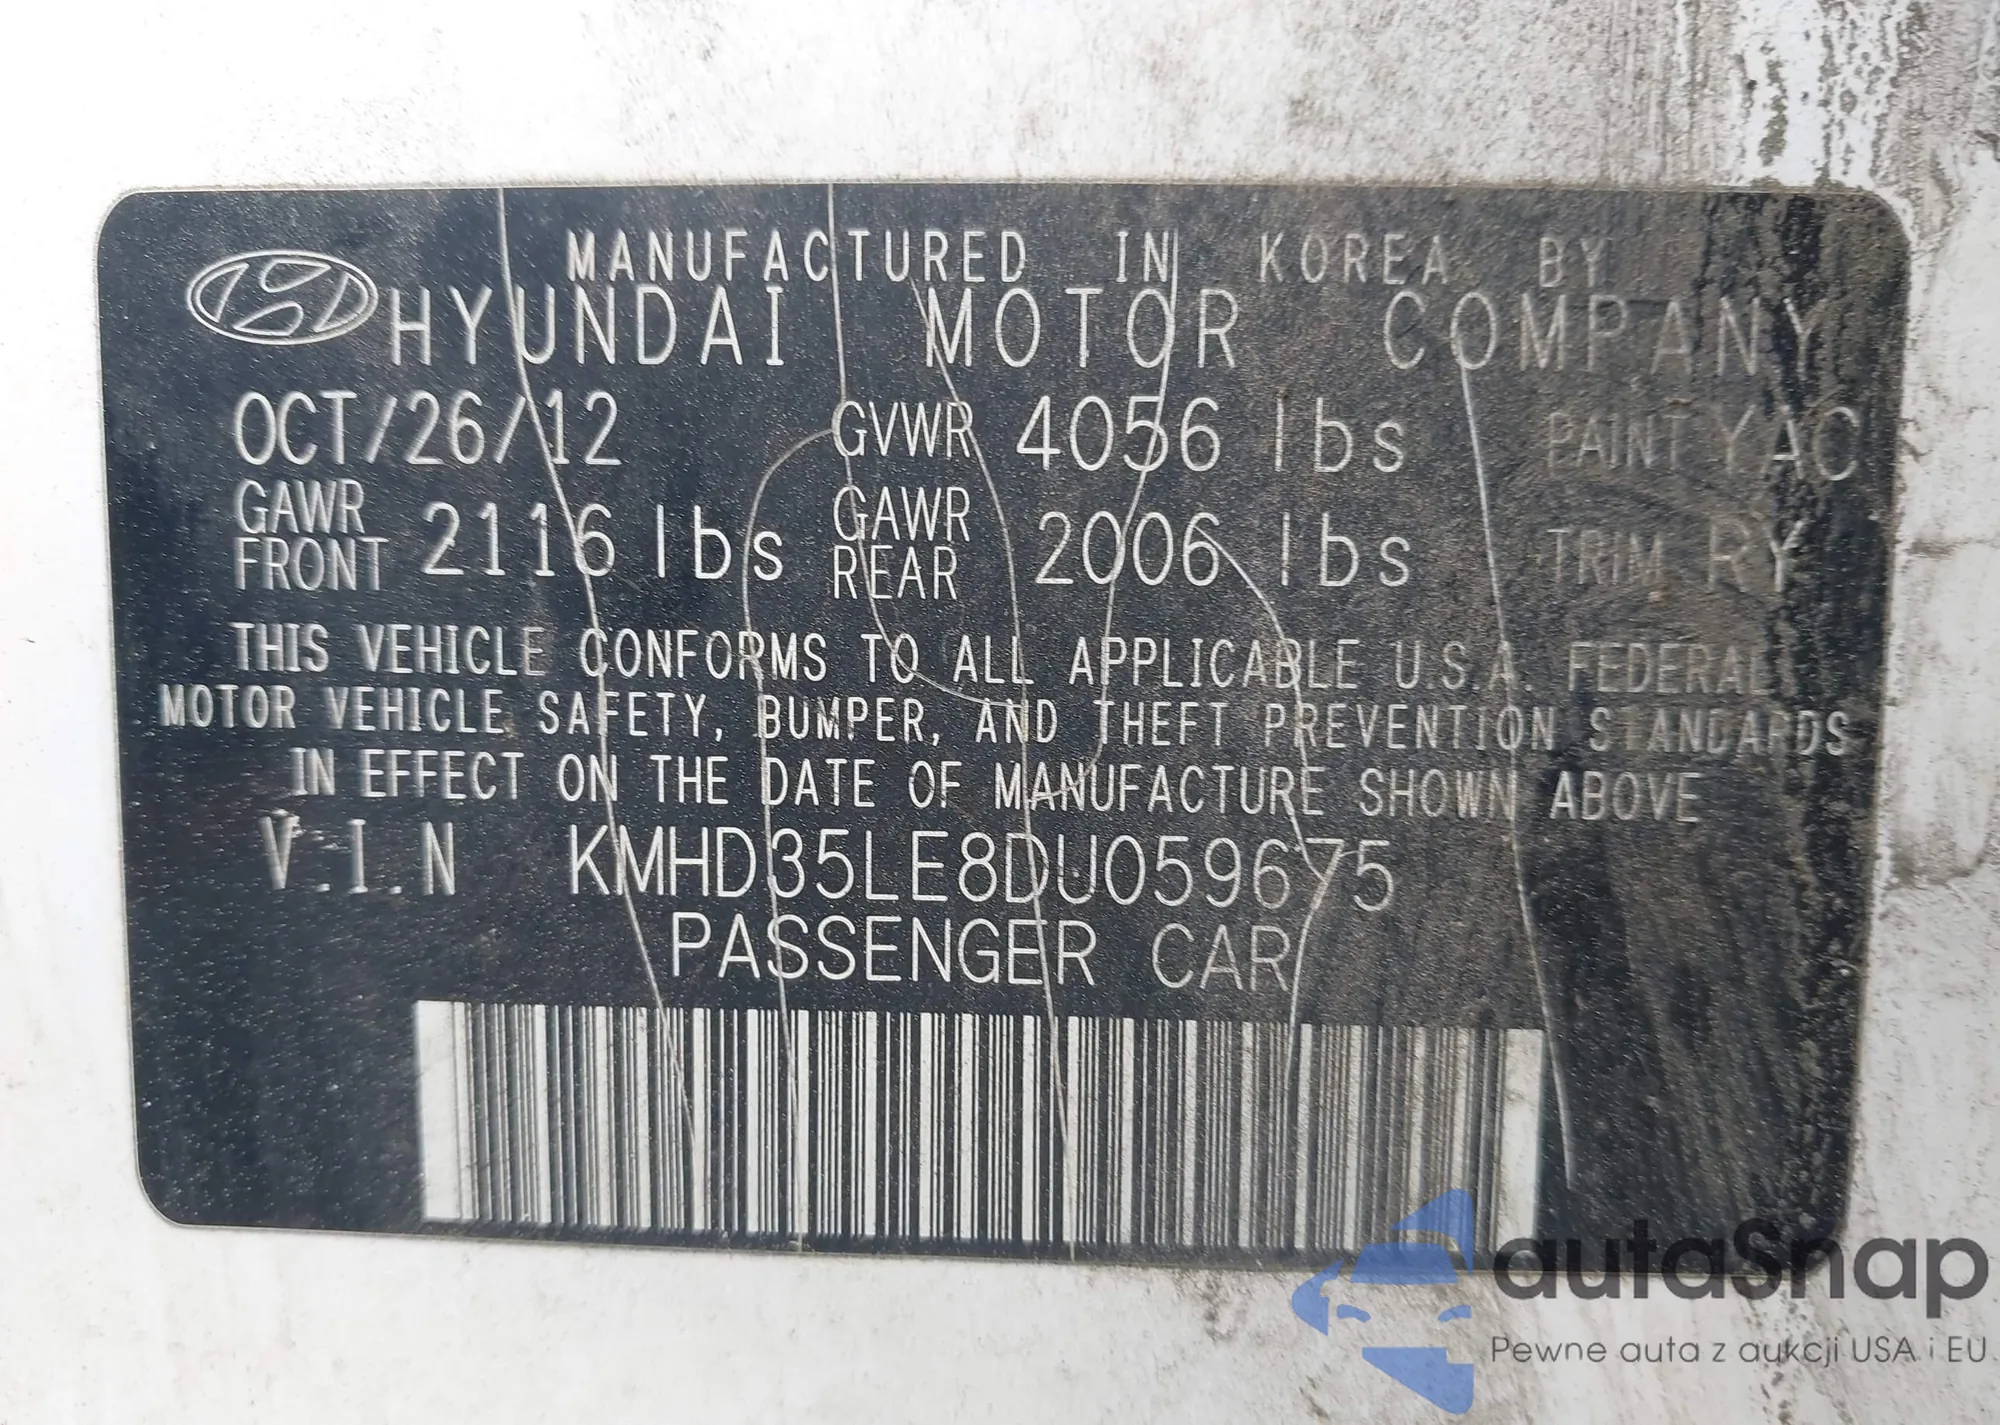 MANUFACTURED IN KOREA BY
HYUNDAI MOTOR COMPANY
OCT/26/12 GVWR 4056 lbs PAINT YAC
GAWR FRONT 2116 lbs GAWR REAR 2006 lbs TRIM RY
THIS VEHICLE CONFORMS TO ALL APPLICABLE U.S.A. FEDERAL
MOTOR VEHICLE SAFETY, BUMPER, AND THEFT PREVENTION STANDARDS
IN EFFECT ON THE DATE OF MANUFACTURE SHOWN ABOVE
V.I.N KMHD35LE8DU059675
PASSENGER CAR
autaSnap
Pewne auta z aukcji USA i EU